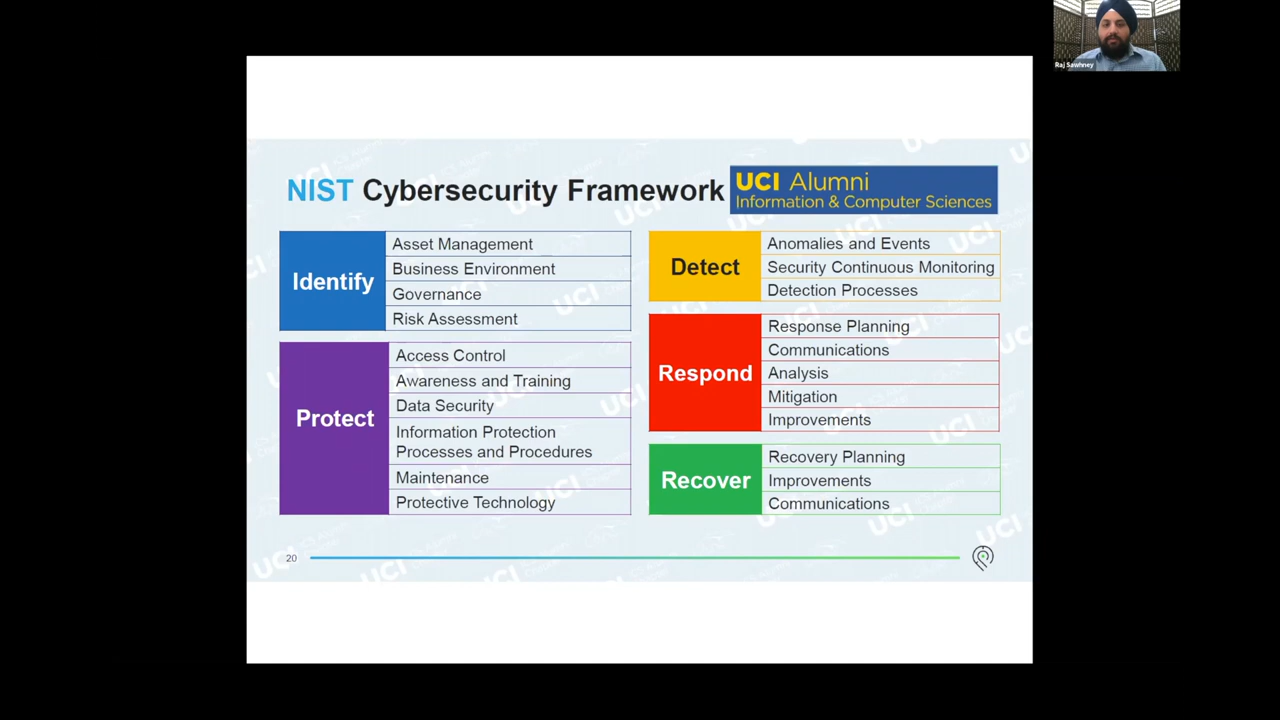 Raj Sawhney
NIST Cybersecurity Framework
UCI Alumni
Information & Computer Sciences
Identify
Asset Management
Business Environment
Governance
Risk Assessment
Protect
Access Control
Awareness and Training
Data Security
Information Protection
Processes and Procedures
Maintenance
Protective Technology
Detect
Anomalies and Events
Security Continuous Monitoring
Detection Processes
Respond
Response Planning
Communications
Analysis
Mitigation
Improvements
Recover
Recovery Planning
Improvements
Communications
20